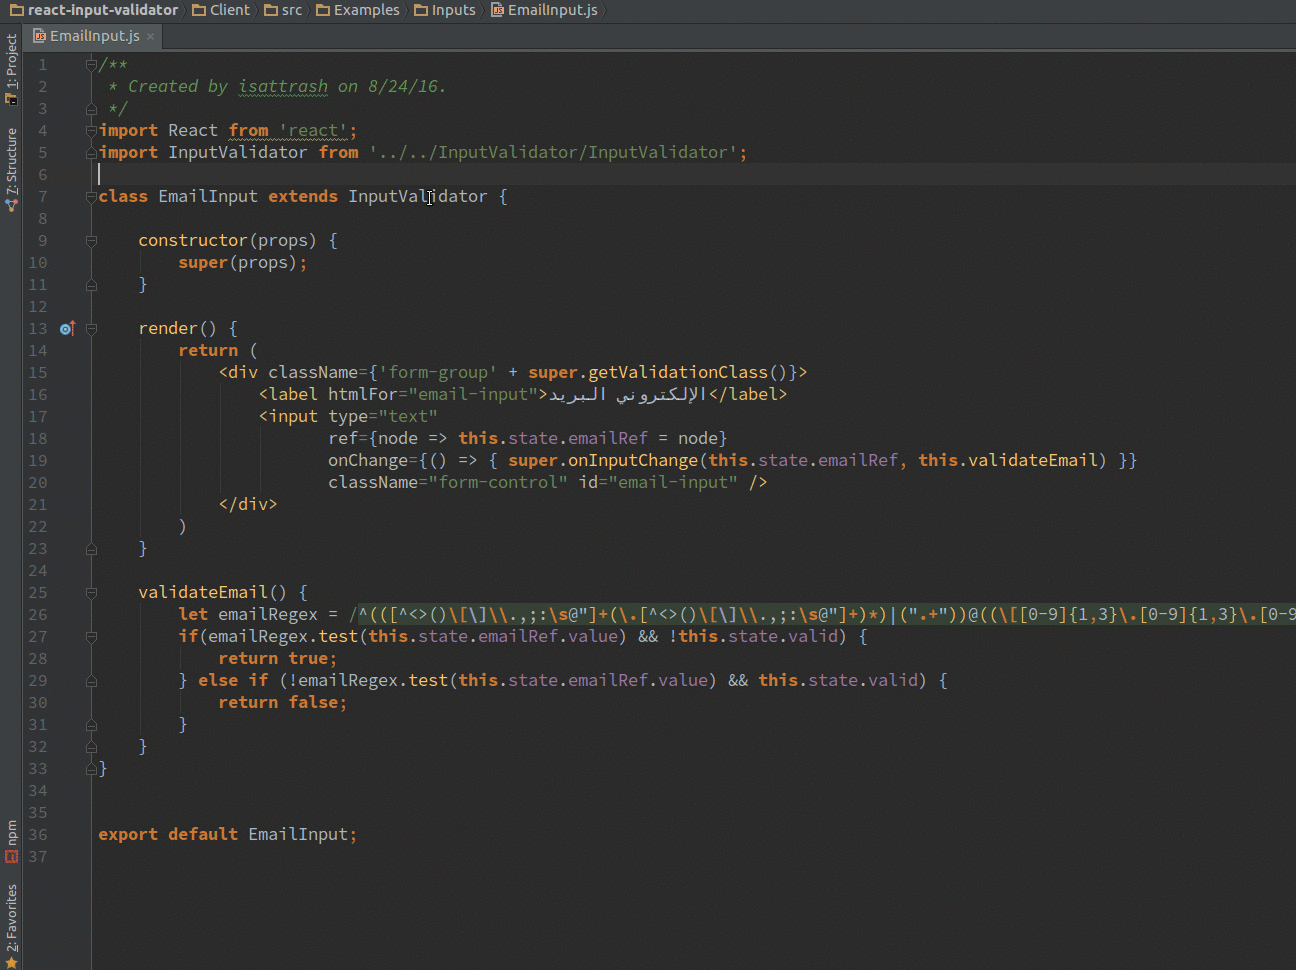 react-input-validator Client src Examples Inputs EmailInput.js
EmailInput.js
1: Project
7: Structure
npm
2: Favorites
1 /**
2 * Created by isattrash on 8/24/16.
3 */
4 import React from 'react';
5 import InputValidator from '../../InputValidator/InputValidator';
6
7 class EmailInput extends InputValidator {
8
9 constructor(props) {
10 super(props);
11 }
12
13 render() {
14 return (
15 <div className={'form-group' + super.getValidationClass()}>
16 <label htmlFor="email-input">الإلكتروني البريد</label>
17 <input type="text"
18 ref={node => this.state.emailRef = node}
19 onChange={() => { super.onInputChange(this.state.emailRef, this.validateEmail) }}
20 className="form-control" id="email-input" />
21 </div>
22 )
23 }
24
25 validateEmail() {
26 let emailRegex = /^(([^<>()\[\]\\.,;:\s@"]+(\.[^<>()\[\]\\.,;:\s@"]+)*)|(".+"))@((\[[0-9]{1,3}\.[0-9]{1,3}\.[0-9
27 if(emailRegex.test(this.state.emailRef.value) && !this.state.valid) {
28 return true;
29 } else if (!emailRegex.test(this.state.emailRef.value) && this.state.valid) {
30 return false;
31 }
32 }
33 }
34
35
36 export default EmailInput;
37